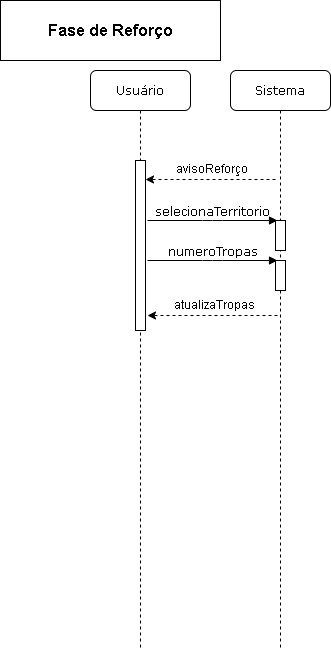 Fase de Reforço
Usuário
Sistema
avisoReforço
selecionaTerritorio
numeroTropas
atualizaTropas